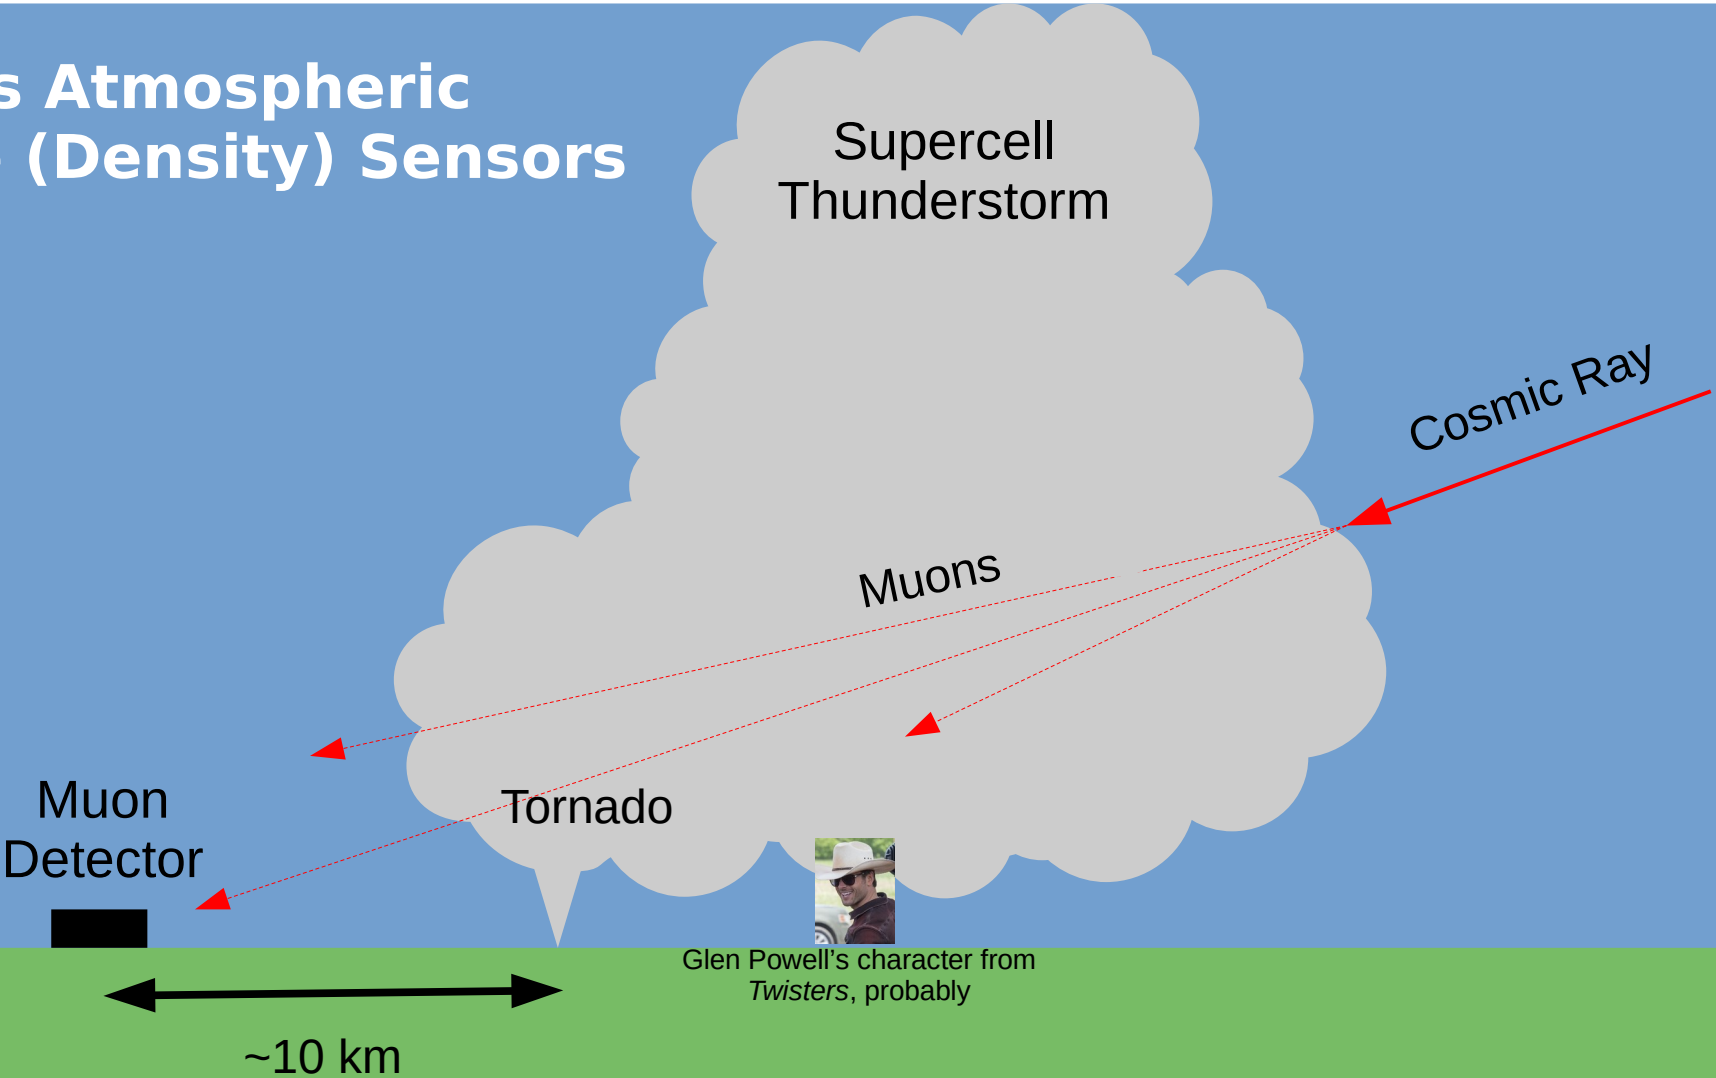 s Atmospheric
(Density) Sensors
Supercell
Thunderstorm
Cosmic Ray
Muons
Tornado
Muon
Detector
Glen Powell’s character from
Twisters, probably
~10 km